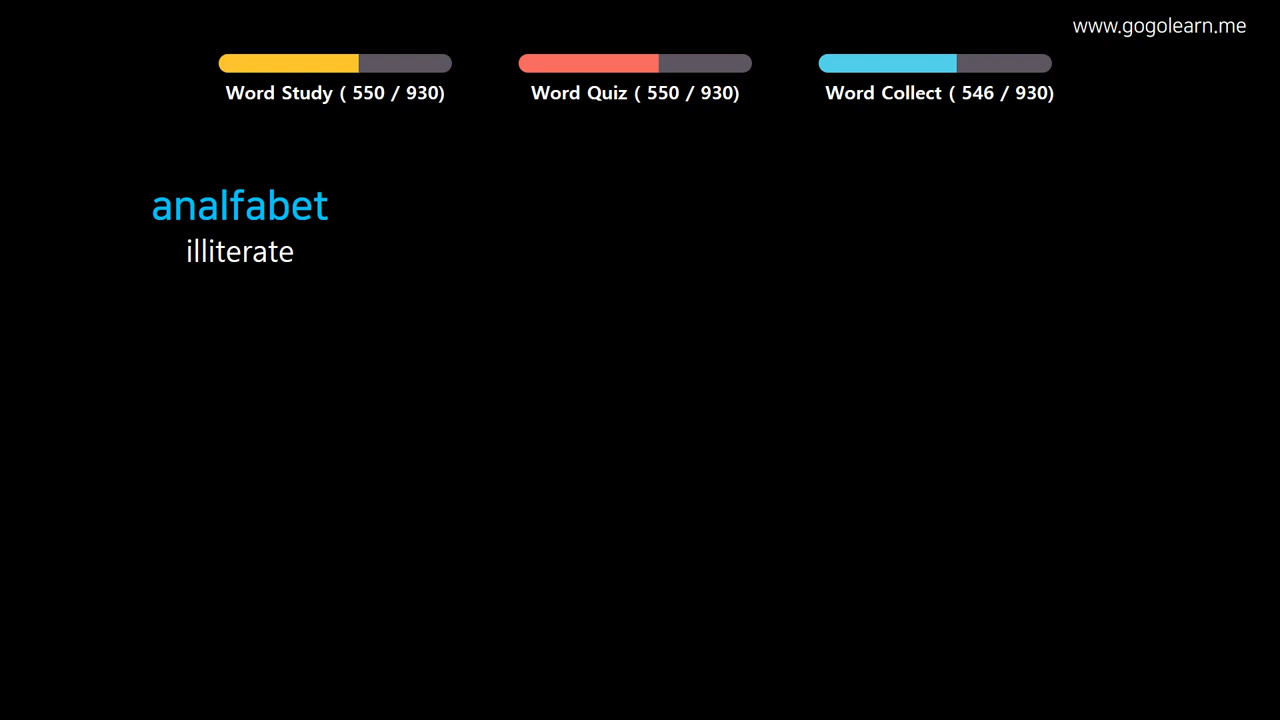 www.gogolearn.me
Word Study ( 550 / 930)
Word Quiz ( 550 / 930)
Word Collect ( 546 / 930)
analfabet
illiterate